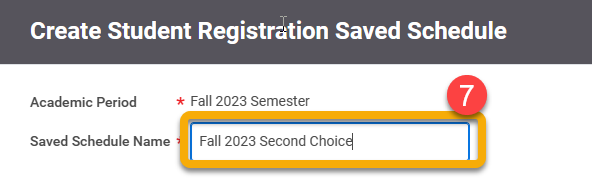 Create Student Registration Saved Schedule
7
Academic Period * Fall 2023 Semester
Saved Schedule Name * Fall 2023 Second Choice